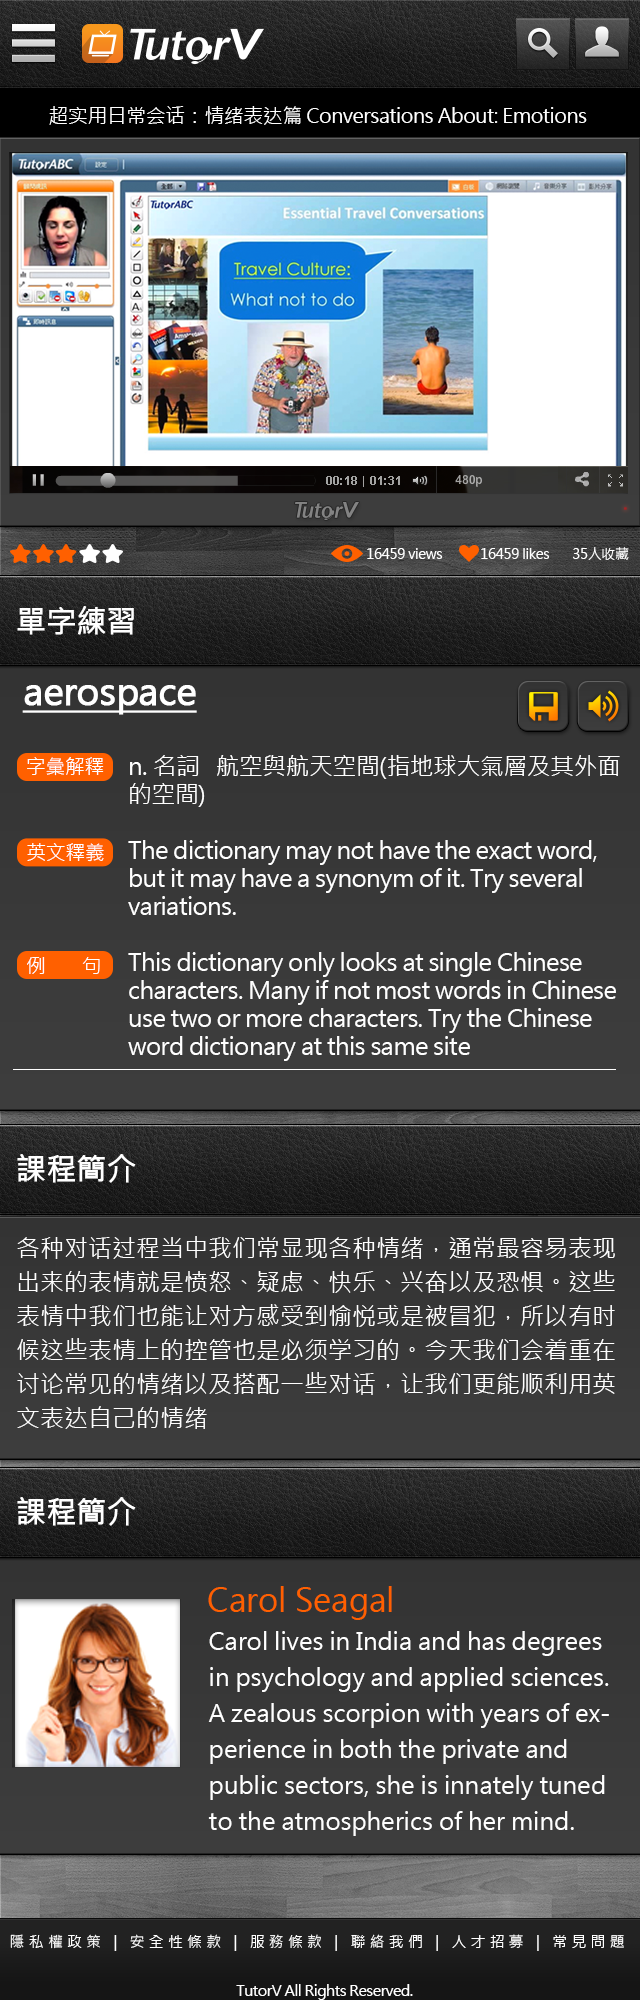 TutorV
超实用日常会话：情绪表达篇 Conversations About: Emotions
TutorABC 設定
全部
TutorABC
Essential Travel Conversations
Travel Culture:
What not to do
00:18 | 01:31 480p
TutorV
16459 views 16459 likes 35人收藏
單字練習
aerospace
字彙解釋 n. 名詞 航空與航天空間(指地球大氣層及其外面
的空間)
英文釋義 The dictionary may not have the exact word,
but it may have a synonym of it. Try several
variations.
例 句 This dictionary only looks at single Chinese
characters. Many if not most words in Chinese
use two or more characters. Try the Chinese
word dictionary at this same site
課程簡介
各种对话过程当中我们常显现各种情绪，通常最容易表现
出来的表情就是愤怒、疑虑、快乐、兴奋以及恐惧。这些
表情中我们也能让对方感受到愉悦或是被冒犯，所以有时
候这些表情上的控管也是必须学习的。今天我们会着重在
讨论常见的情绪以及搭配一些对话，让我们更能顺利用英
文表达自己的情绪
課程簡介
Carol Seagal
Carol lives in India and has degrees
in psychology and applied sciences.
A zealous scorpion with years of ex-
perience in both the private and
public sectors, she is innately tuned
to the atmospherics of her mind.
隱私權政策 | 安全性條款 | 服務條款 | 聯絡我們 | 人才招募 | 常見問題
TutorV All Rights Reserved.